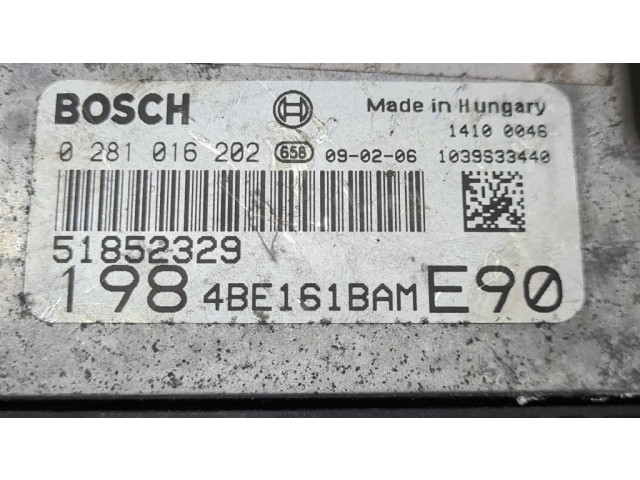 BOSCH Made in Hungary
1410 0046
0 281 016 202 658 09-02-06 1039S33440
51852329
198 4BE161BAM E90